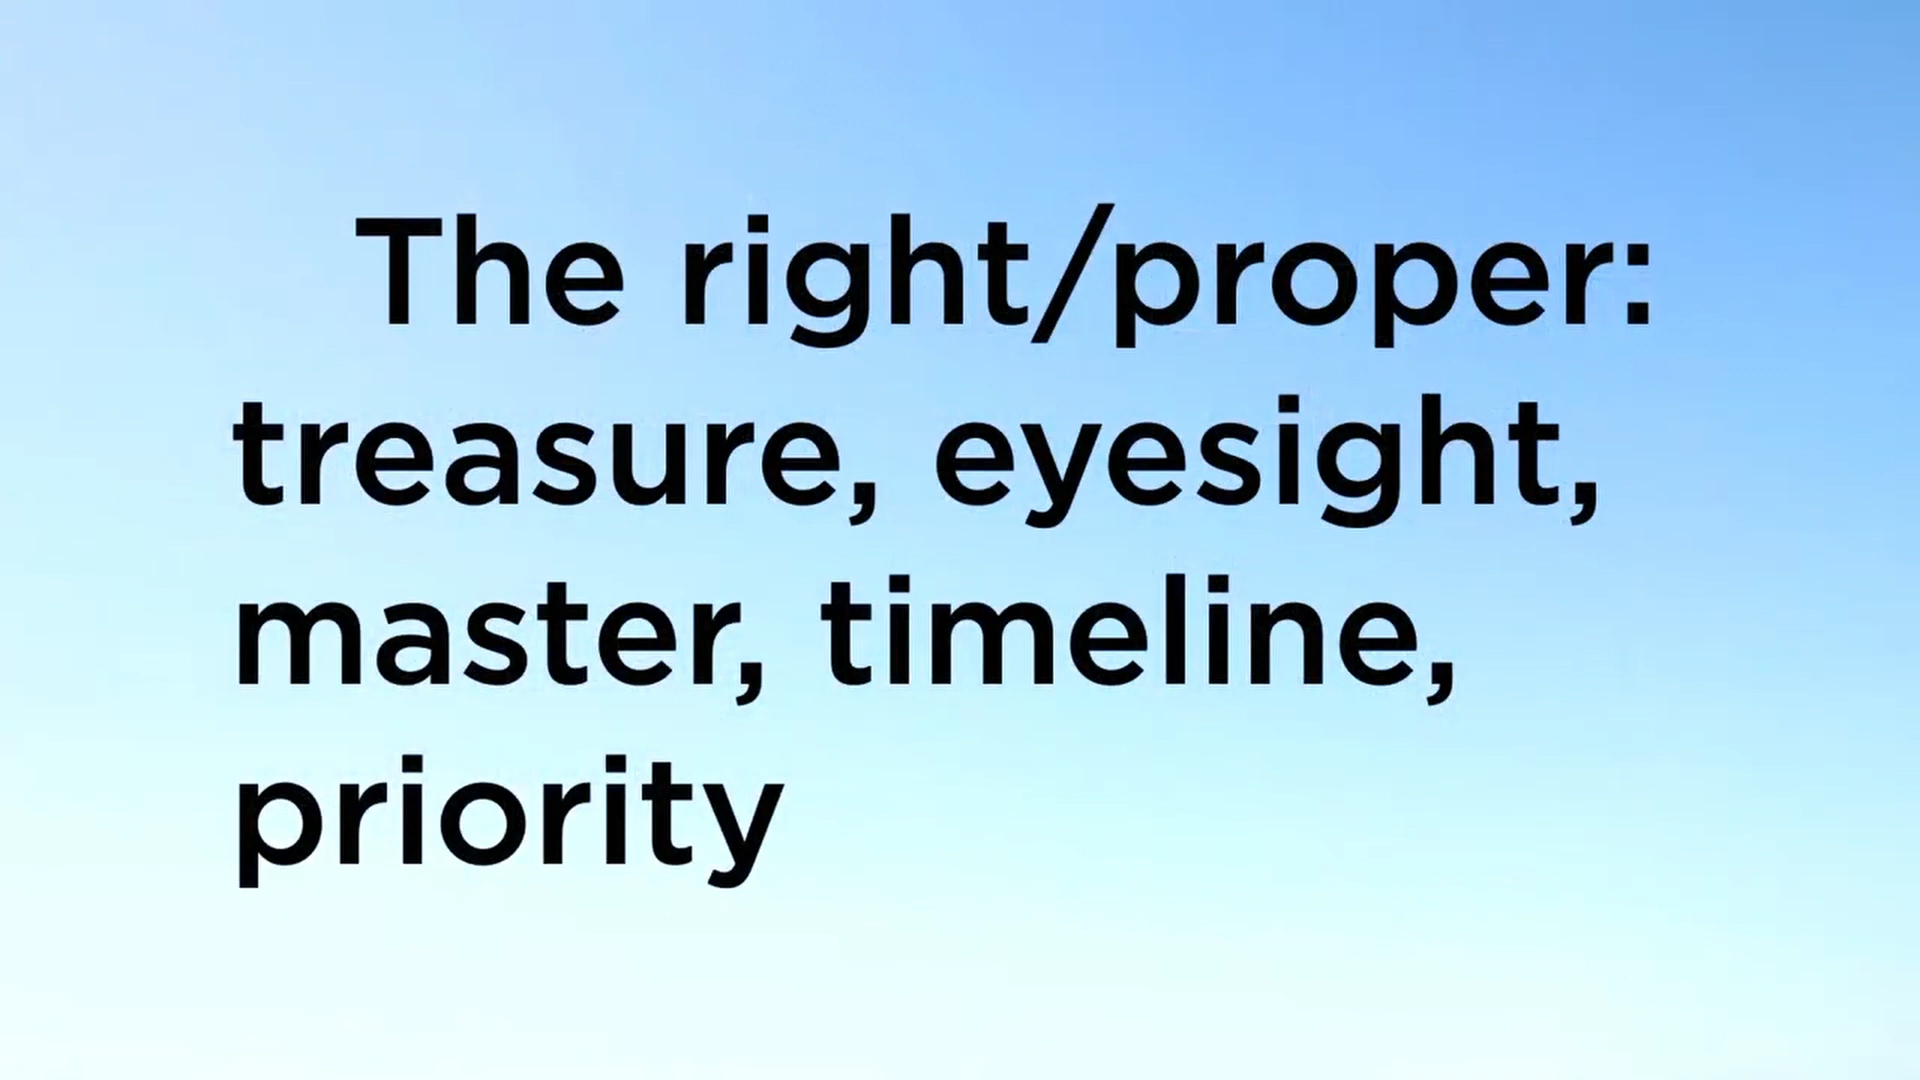 The right/proper:
treasure, eyesight,
master, timeline,
priority